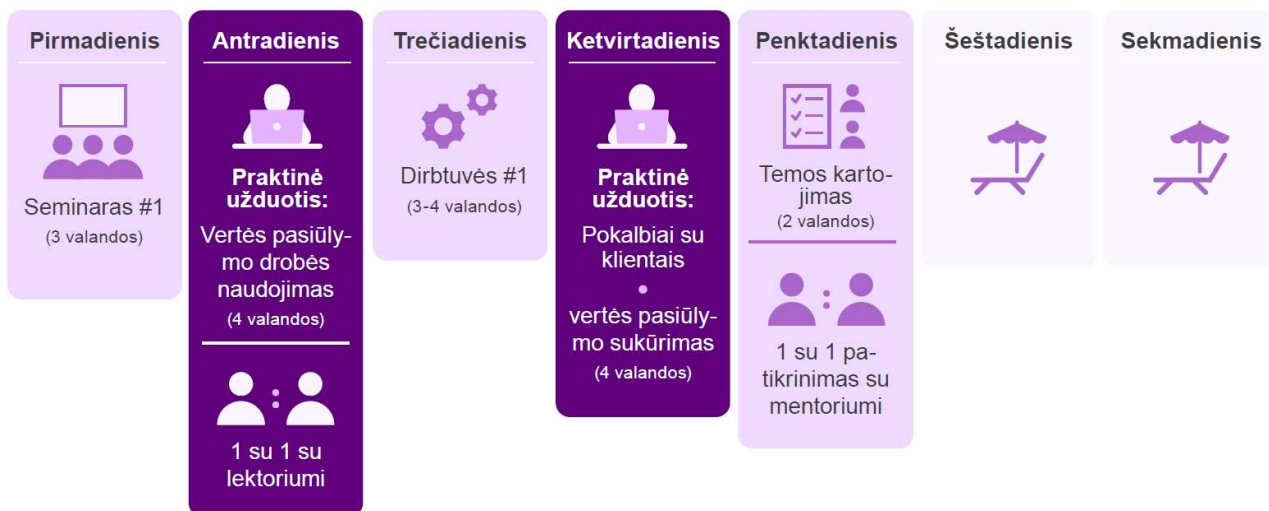 Pirmadienis
Seminaras #1
(3 valandos)
Antradienis
Praktinė
užduotis:
Vertės pasiūly-
mo drobės
naudojimas
(4 valandos)
1 su 1 su
lektoriumi
Trečiadienis
Dirbtuvės #1
(3-4 valandos)
Ketvirtadienis
Praktinė
užduotis:
Pokalbiai su
klientais
•
vertės pasiūly-
mo sukūrimas
(4 valandos)
Penktadienis
Temos karto-
jimas
(2 valandos)
1 su 1 pa-
tikrinimas su
mentoriumi
Šeštadienis
Sekmadienis